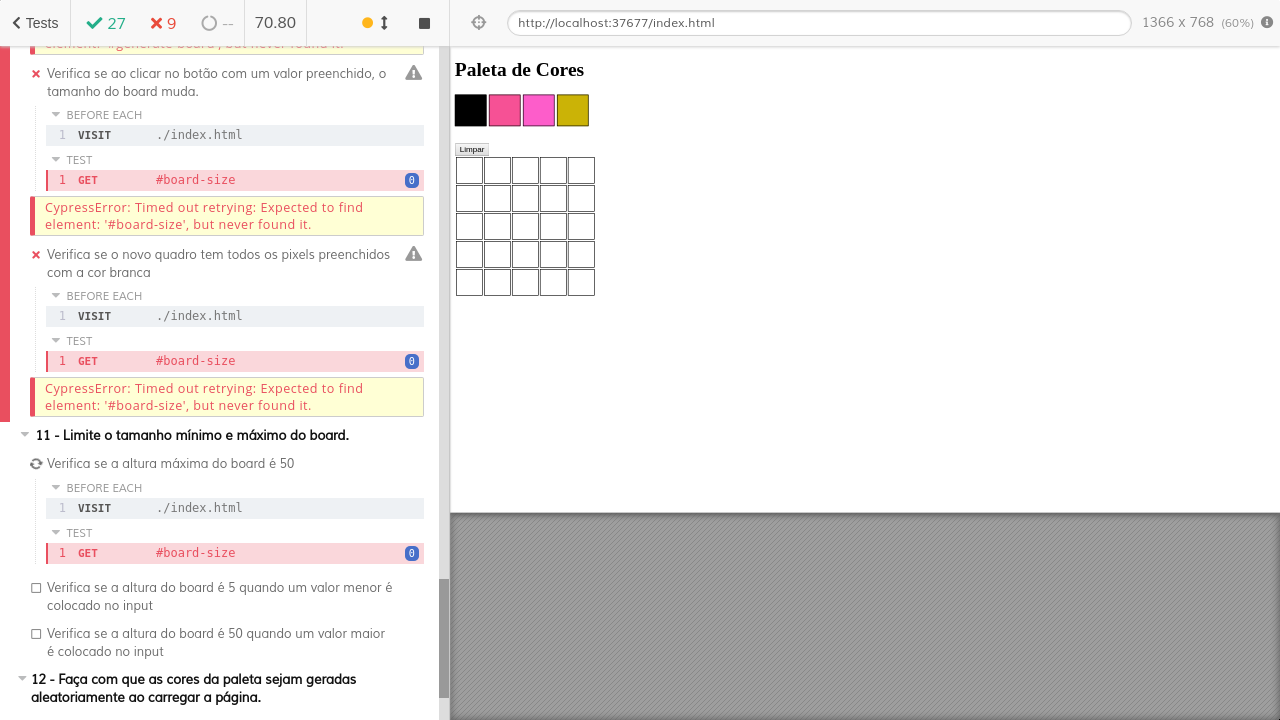 Tests
27
9
--
70.80
http://localhost:37677/index.html
1366 x 768 (60%)
element: '#generate-board', but never found it.
Verifica se ao clicar no botão com um valor preenchido, o
tamanho do board muda.
BEFORE EACH
1 VISIT ./index.html
TEST
1 GET #board-size 0
CypressError: Timed out retrying: Expected to find
element: '#board-size', but never found it.
Verifica se o novo quadro tem todos os pixels preenchidos
com a cor branca
BEFORE EACH
1 VISIT ./index.html
TEST
1 GET #board-size 0
CypressError: Timed out retrying: Expected to find
element: '#board-size', but never found it.
11 - Limite o tamanho mínimo e máximo do board.
Verifica se a altura máxima do board é 50
BEFORE EACH
1 VISIT ./index.html
TEST
1 GET #board-size 0
Verifica se a altura do board é 5 quando um valor menor é
colocado no input
Verifica se a altura do board é 50 quando um valor maior
é colocado no input
12 - Faça com que as cores da paleta sejam geradas
aleatoriamente ao carregar a página.
Paleta de Cores
Limpar